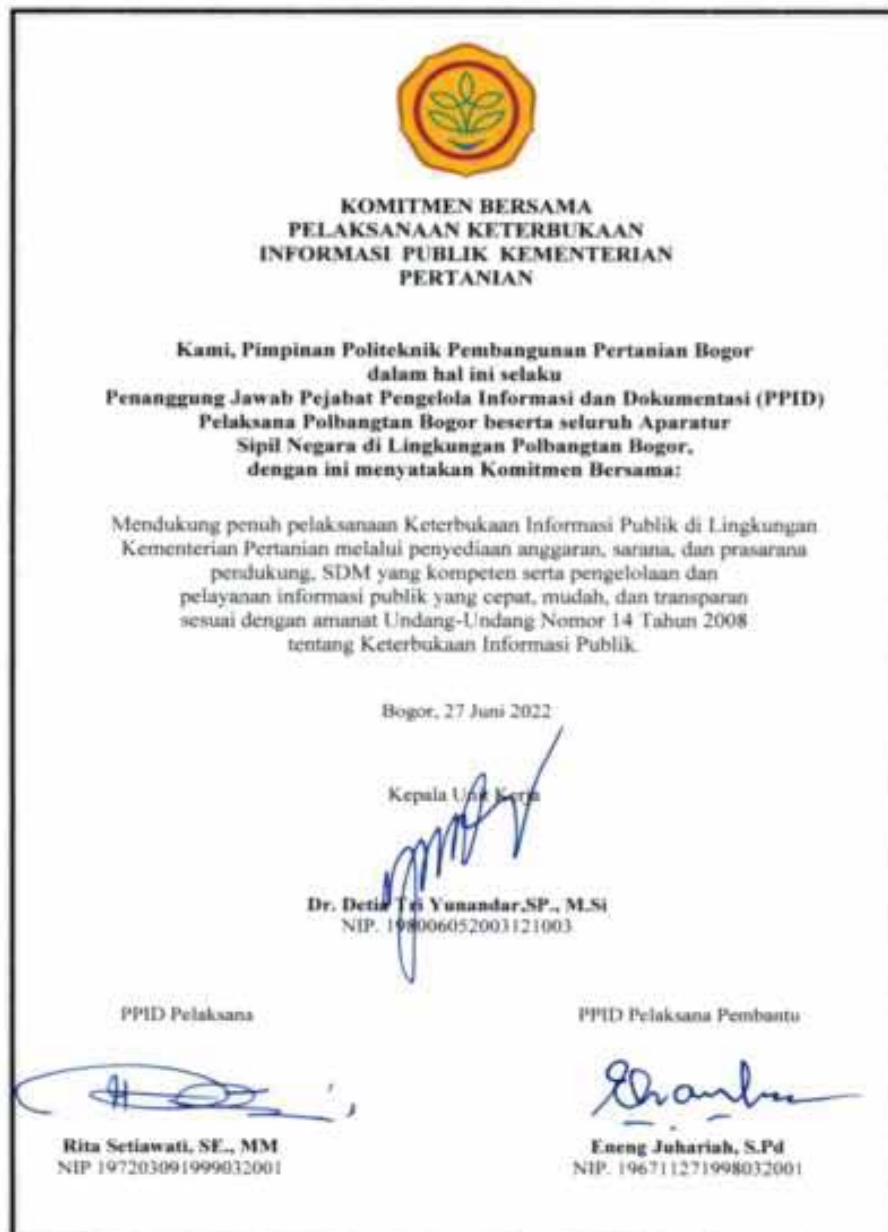 KOMITMEN BERSAMA
PELAKSANAAN KETERBUKAAN
INFORMASI PUBLIK KEMENTERIAN
PERTANIAN
Kami, Pimpinan Politeknik Pembangunan Pertanian Bogor
dalam hal ini selaku
Penanggung Jawab Pejabat Pengelola Informasi dan Dokumentasi (PPID)
Pelaksana Polbangtan Bogor beserta seluruh Aparatur
Sipil Negara di Lingkungan Polbangtan Bogor,
dengan ini menyatakan Komitmen Bersama:
Mendukung penuh pelaksanaan Keterbukaan Informasi Publik di Lingkungan
Kementerian Pertanian melalui penyediaan anggaran, sarana, dan prasarana
pendukung, SDM yang kompeten serta pengelolaan dan
pelayanan informasi publik yang cepat, mudah, dan transparan
sesuai dengan amanat Undang-Undang Nomor 14 Tahun 2008
tentang Keterbukaan Informasi Publik.
Bogor, 27 Juni 2022
Kepala Unit Kerja
Dr. Detia Tri Yunandar,SP., M.Si
NIP. 198006052003121003
PPID Pelaksana
Rita Setiawati, SE., MM
NIP 197203091999032001
PPID Pelaksana Pembantu
Eneng Juhariah, S.Pd
NIP. 196711271998032001